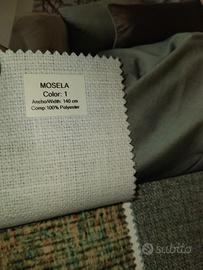 MOSELA
Color: 1
Ancho/Width: 140 cm
Comp:100% Polyester
subito